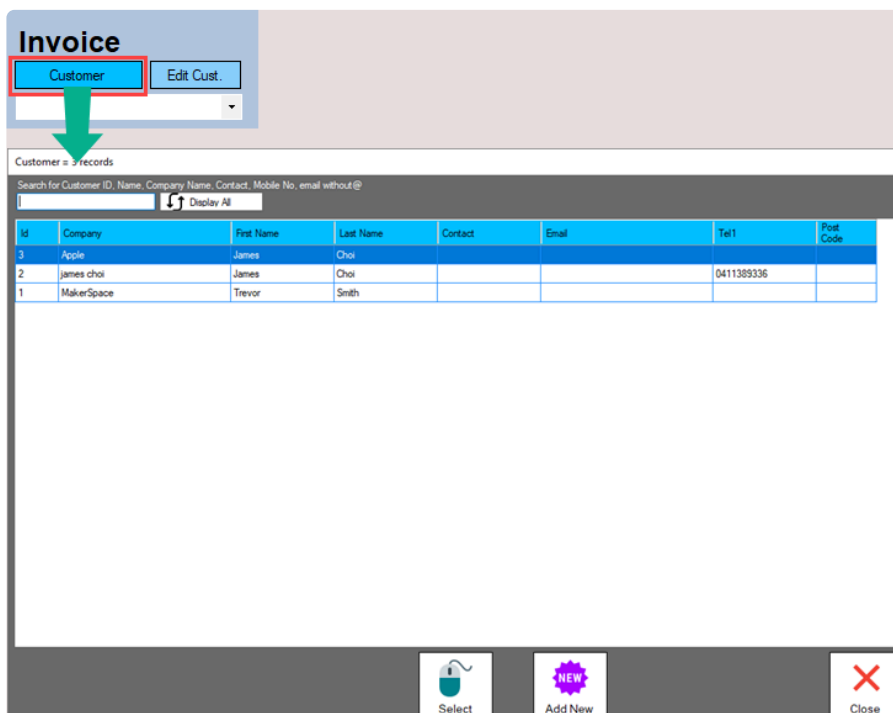 Invoice
Customer Edit Cust.
Customer = 3 records
Search for Customer ID, Name, Company Name, Contact, Mobile No, email without@
Display All
Id Company First Name Last Name Contact Email Tel1 Post Code
3 Apple James Choi
2 james choi James Choi 0411389336
1 MakerSpace Trevor Smith
NEW
Select Add New Close